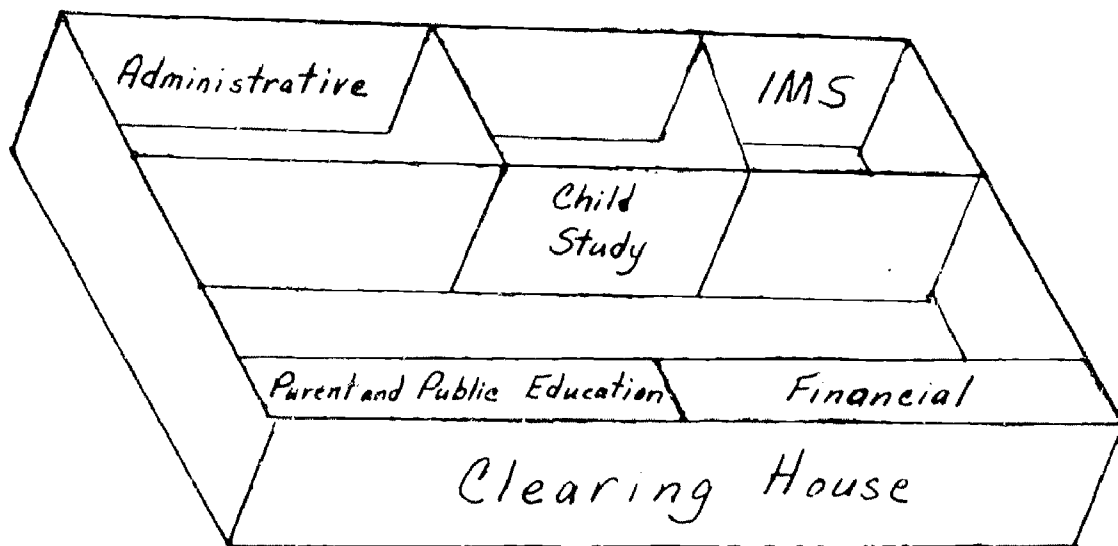 Administrative
IMS
Child
Study
Parent and Public Education
Financial
Clearing House